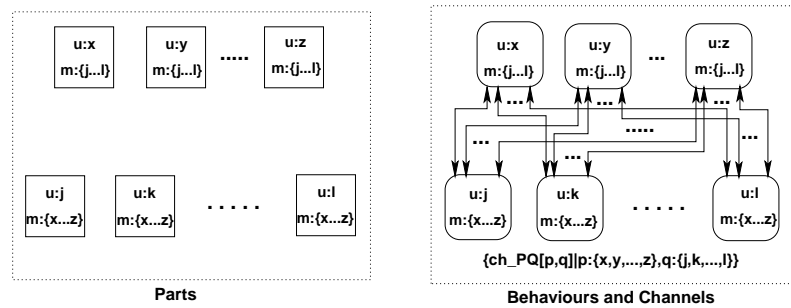 u:x
m:{j...l}
u:y
m:{j...l}
.....
u:z
m:{j...l}
u:j
m:{x...z}
u:k
m:{x...z}
. . . . .
u:l
m:{x...z}
Parts
u:x
m:{j...l}
u:y
m:{j...l}
...
u:z
m:{j...l}
... ... ...
... ..... ...
... ...
u:j
m:{x...z}
u:k
m:{x...z}
. . . . .
u:l
m:{x...z}
{ch_PQ[p,q]|p:{x,y,...,z},q:{j,k,...,l}}
Behaviours and Channels